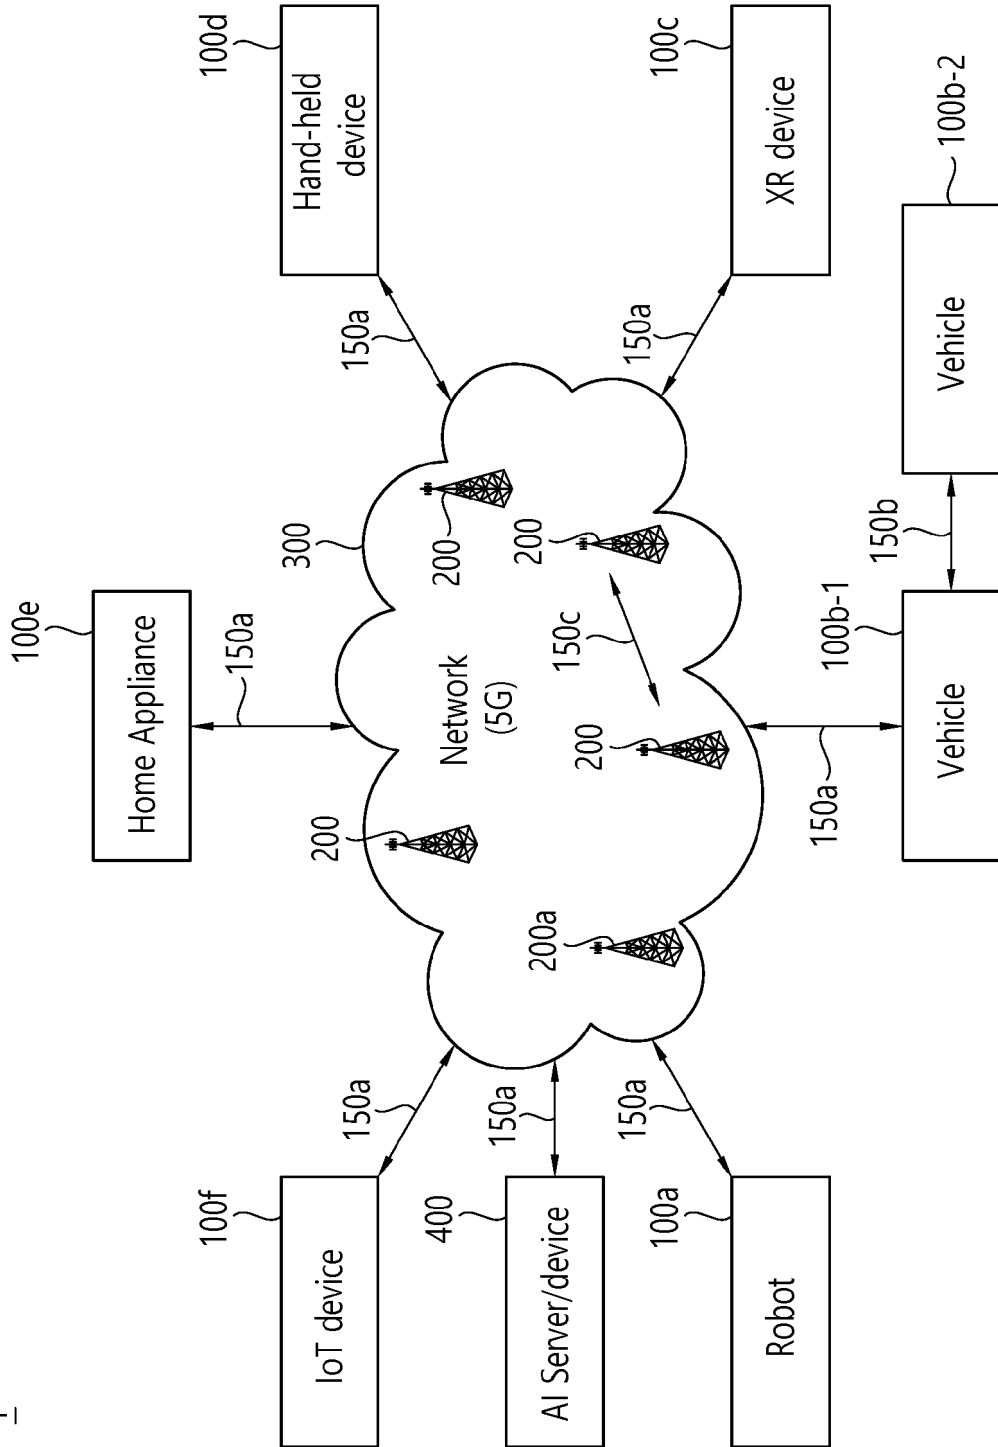 100e
Home Appliance
100f
100d
150a
300
IoT device
200
Hand-held
device
150a
150a
400
Network
(5G)
200
150a
200
AI Server/device
200a
150c
200
150a
150a
100a
100c
Robot
XR device
150a
100b-1
150b
100b-2
Vehicle
Vehicle